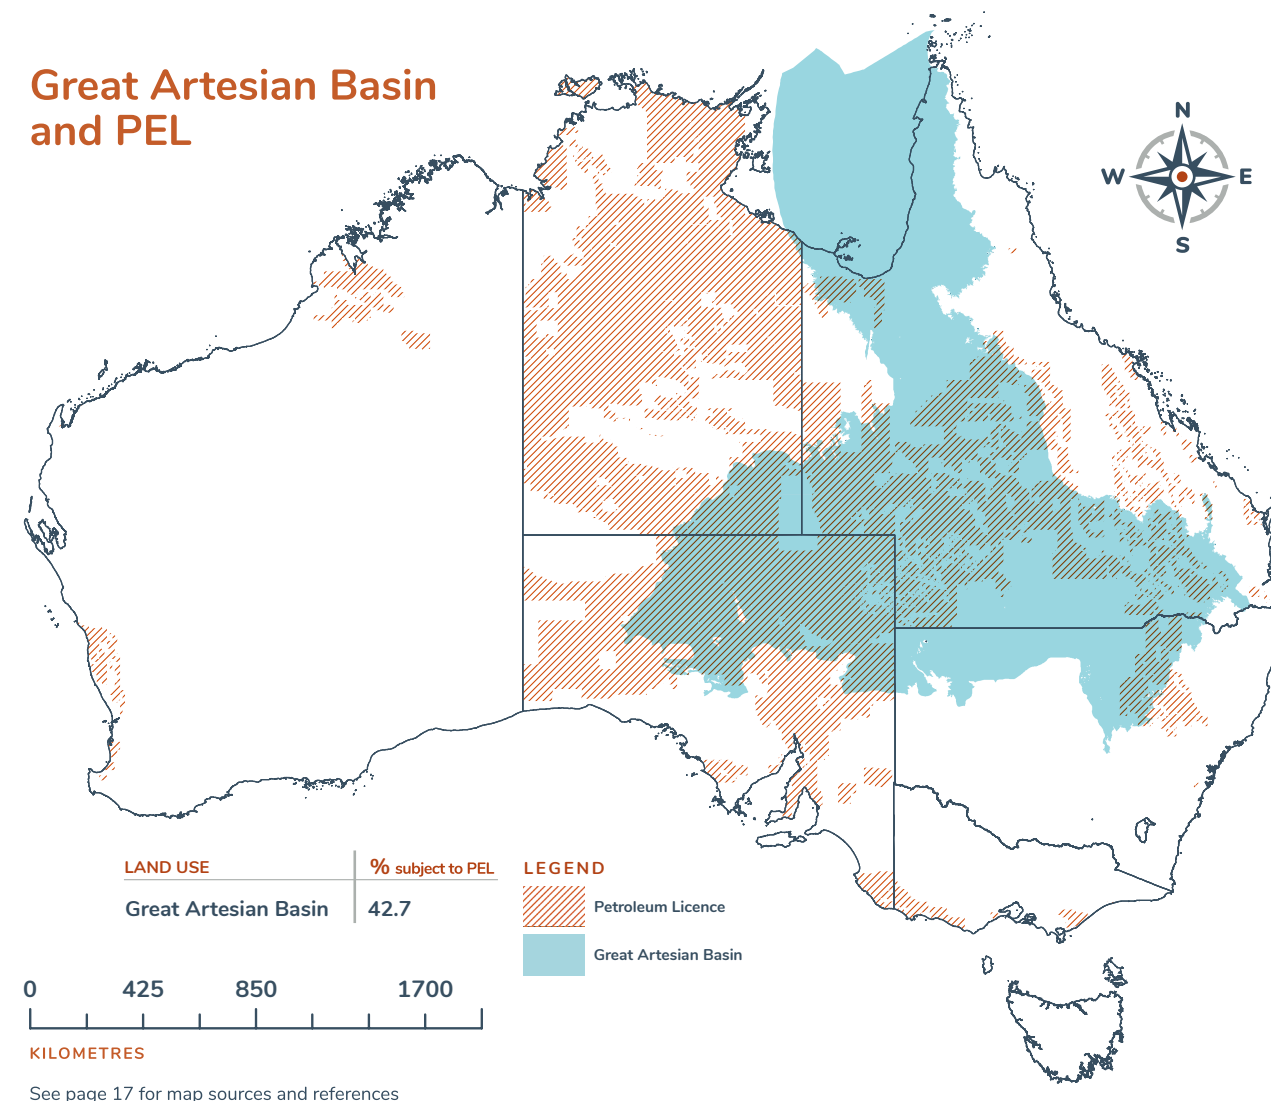 Great Artesian Basin
and PEL
N
W
E
S
LAND USE
% subject to PEL
Great Artesian Basin
42.7
LEGEND
Petroleum Licence
Great Artesian Basin
0 425 850 1700
KILOMETRES
See page 17 for map sources and references